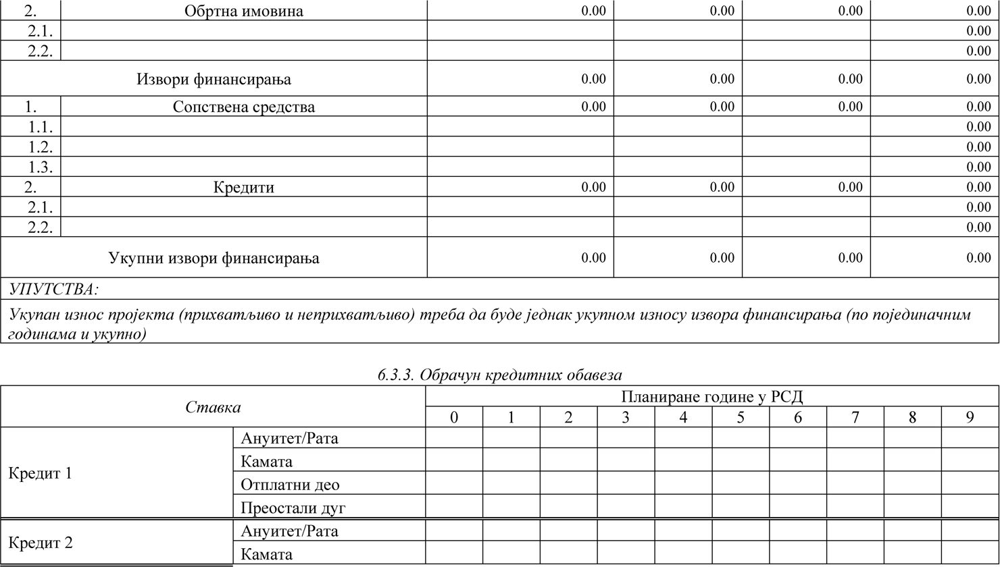 2. Обртна имовина 0.00 0.00 0.00 0.00
2.1. 0.00
2.2. 0.00
Извори финансирања 0.00 0.00 0.00 0.00
1. Сопствена средства 0.00 0.00 0.00 0.00
1.1. 0.00
1.2. 0.00
1.3. 0.00
2. Кредити 0.00 0.00 0.00 0.00
2.1. 0.00
2.2. 0.00
Укупни извори финансирања 0.00 0.00 0.00 0.00
УПУТСТВА:
Укупан износ пројекта (прихватљиво и неприхватљиво) треба да буде једнак укупном износу извора финансирања (по појединачним
годинама и укупно)
6.3.3. Обрачун кредитних обавеза
Ставка Планиране године у РСД
0 1 2 3 4 5 6 7 8 9
Кредит 1
Ануитет/Рата
Камата
Отплатни део
Преостали дуг
Кредит 2
Ануитет/Рата
Камата